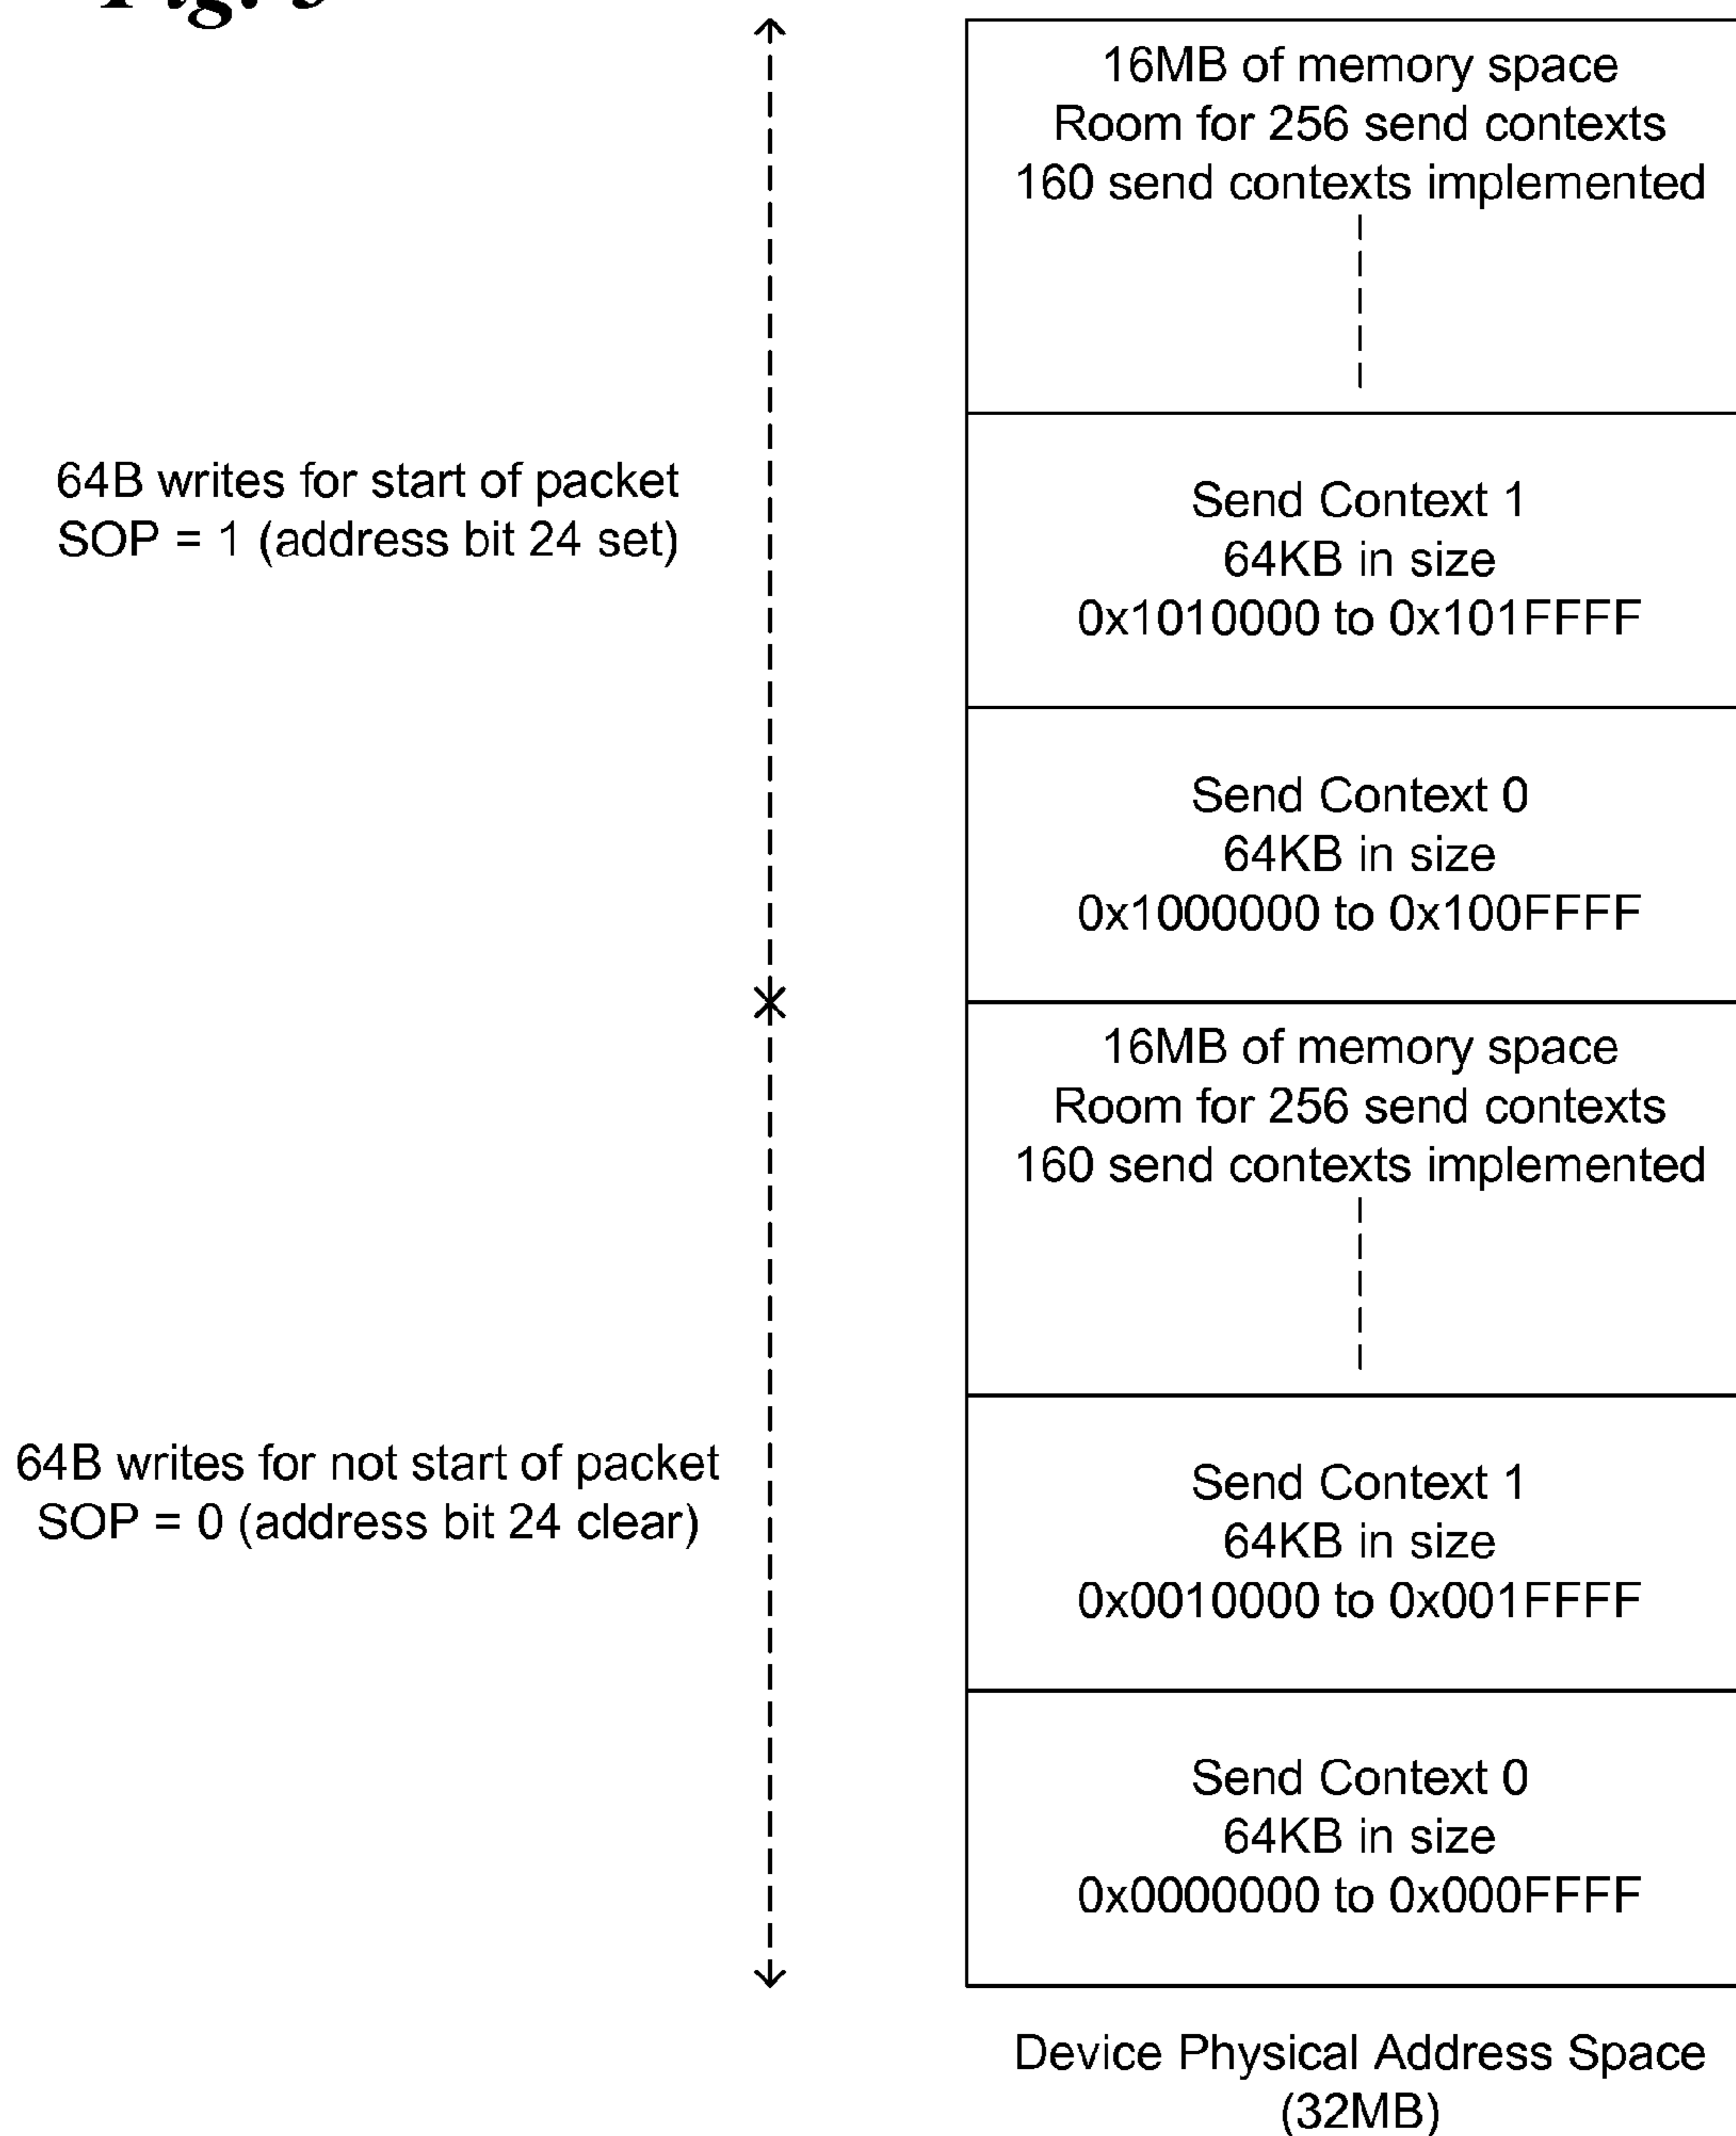 16MB of memory space
Room for 256 send contexts
160 send contexts implemented
64B writes for start of packet
SOP = 1 (address bit 24 set)
Send Context 1
64KB in size
0x1010000 to 0x101FFFF
Send Context 0
64KB in size
0x1000000 to 0x100FFFF
16MB of memory space
Room for 256 send contexts
160 send contexts implemented
64B writes for not start of packet
SOP = 0 (address bit 24 clear)
Send Context 1
64KB in size
0x0010000 to 0x001FFFF
Send Context 0
64KB in size
0x0000000 to 0x000FFFF
Device Physical Address Space
(32MB)